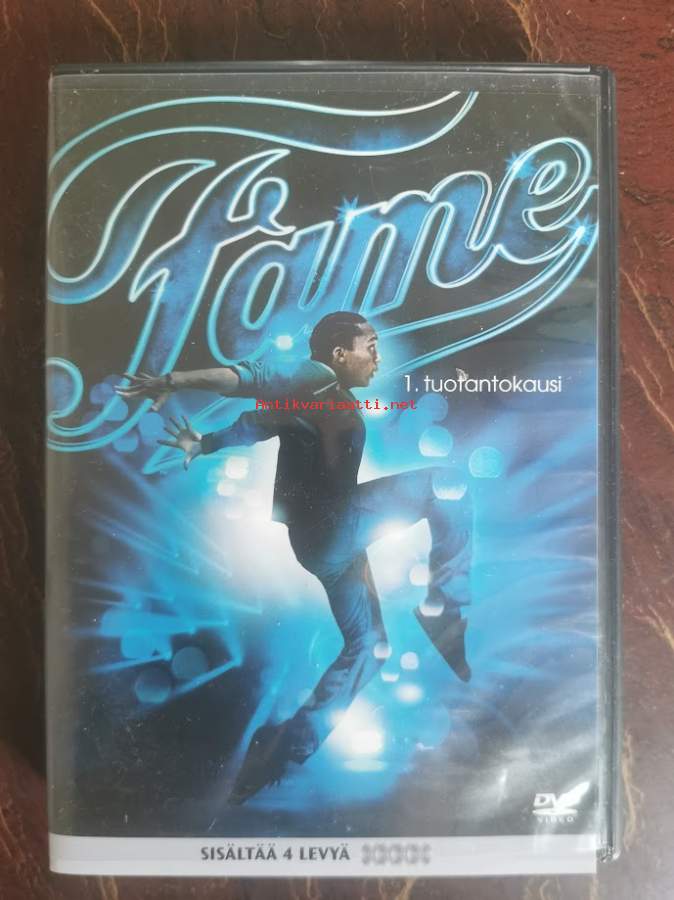 Fame
1. tuotantokausi
Antikvariaatti.net
DVD
VIDEO
SISÄLTÄÄ 4 LEVYÄ